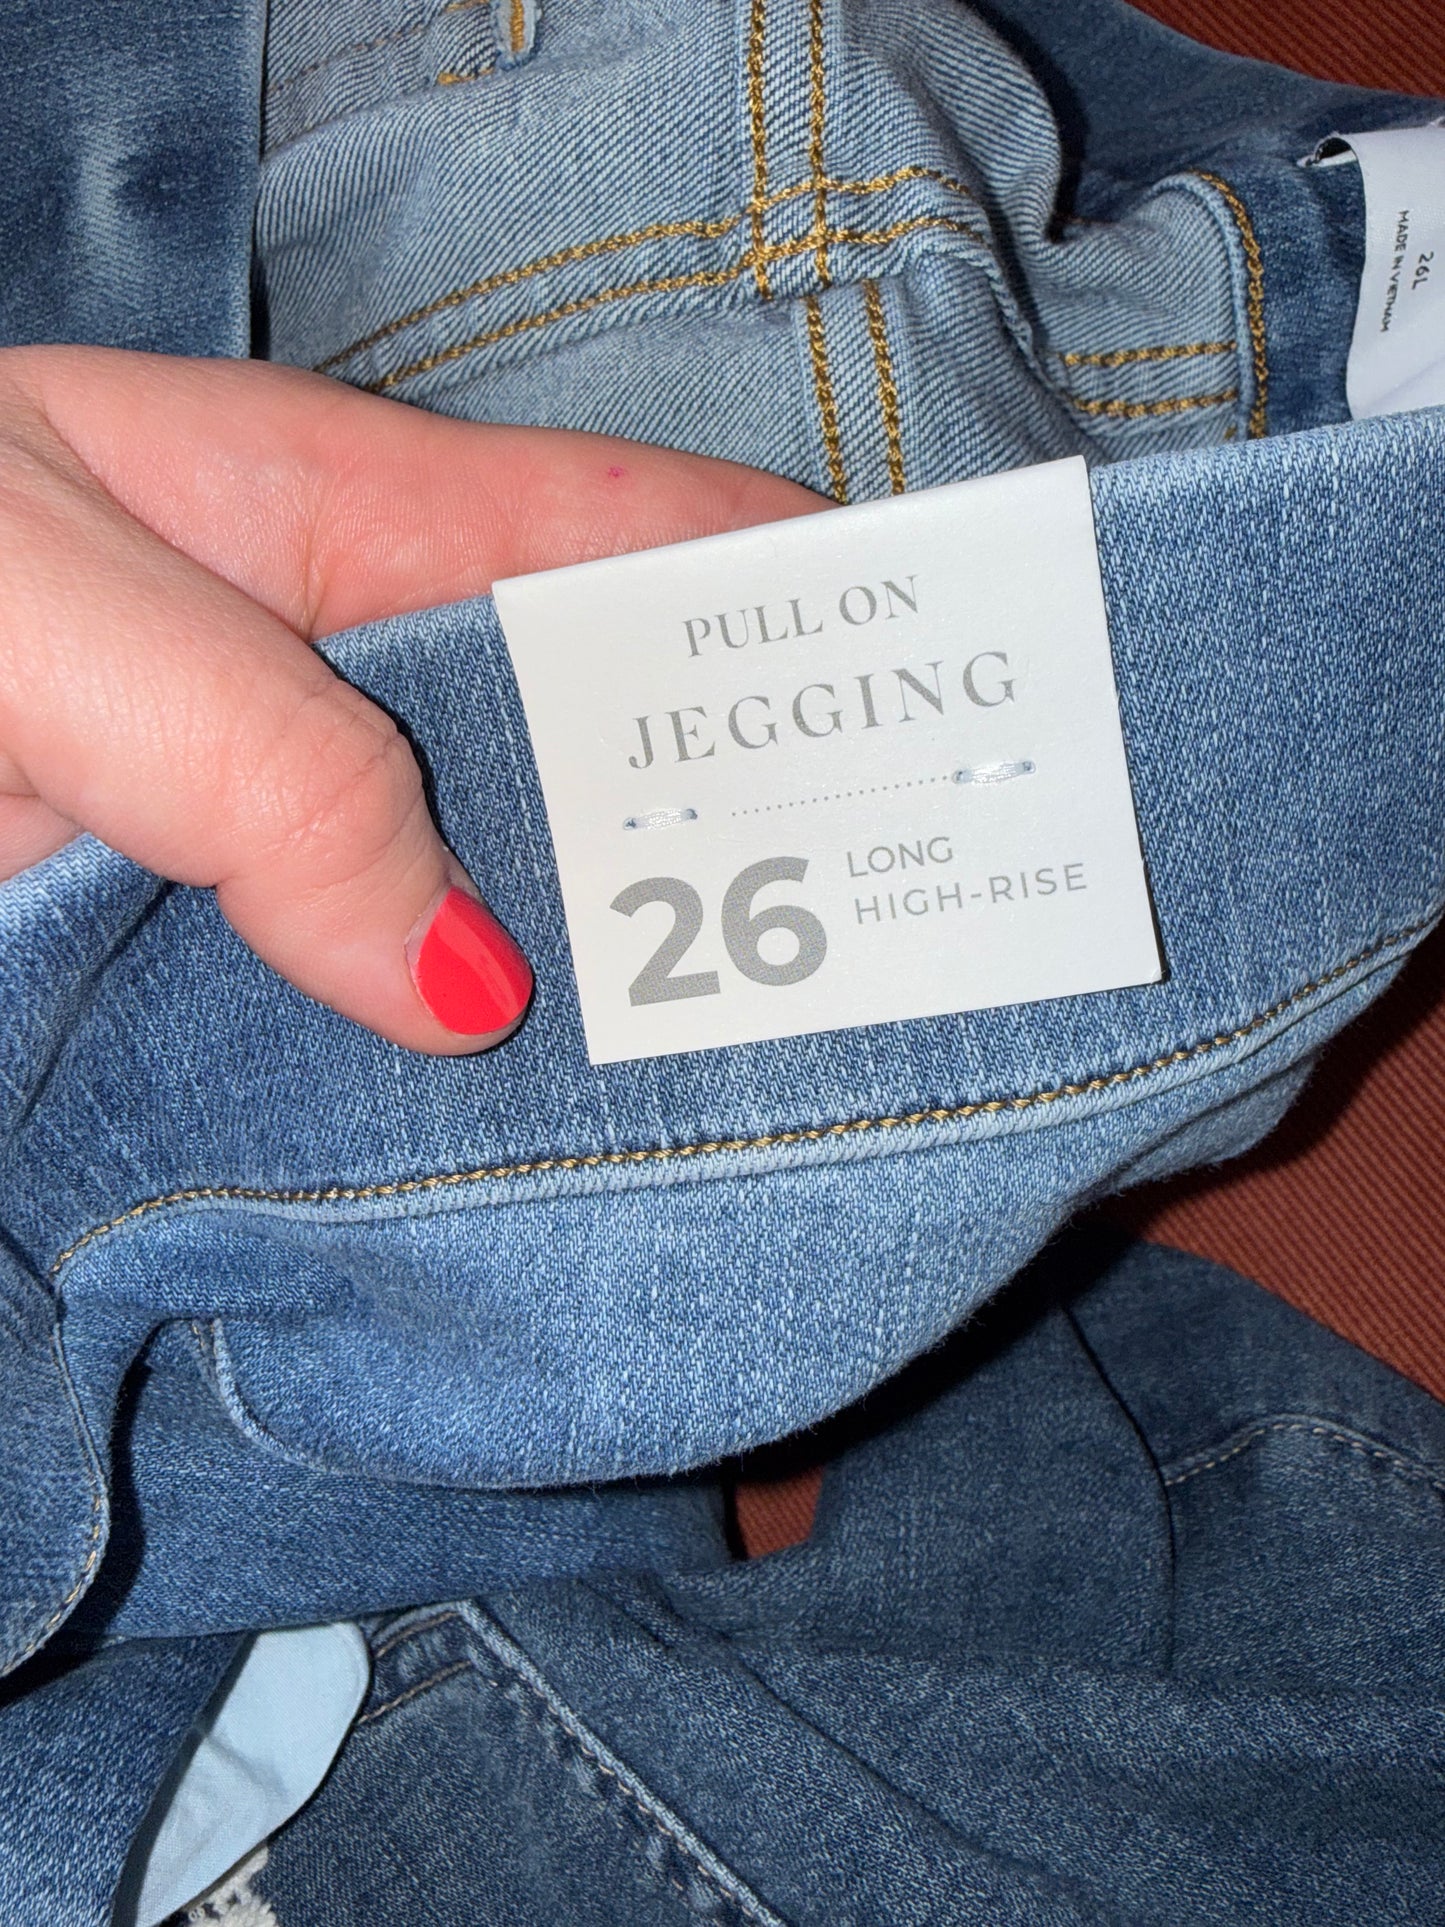 26L
MADE IN VIETNAM
PULL ON
JEGGING
26
LONG
HIGH-RISE